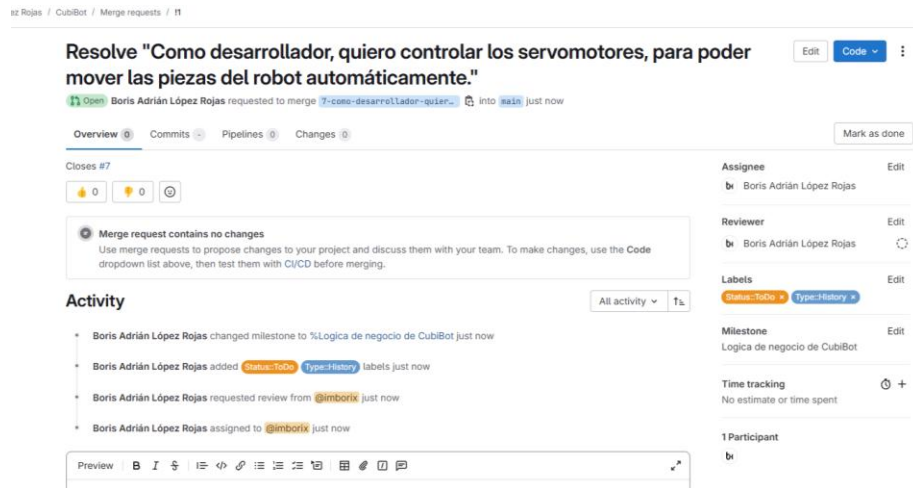 ez Rojas / CubiBot / Merge requests / !1
Resolve "Como desarrollador, quiero controlar los servomotores, para poder
mover las piezas del robot automáticamente."
Edit
Code
Open Boris Adrián López Rojas requested to merge 7-como-desarrollador-quier… into main just now
Overview 0 Commits - Pipelines 0 Changes 0
Mark as done
Closes #7
0 0
Merge request contains no changes
Use merge requests to propose changes to your project and discuss them with your team. To make changes, use the Code
dropdown list above, then test them with CI/CD before merging.
Activity
All activity
Boris Adrián López Rojas changed milestone to %Logica de negocio de CubiBot just now
Boris Adrián López Rojas added Status::ToDo Type::History labels just now
Boris Adrián López Rojas requested review from @imborix just now
Boris Adrián López Rojas assigned to @imborix just now
Preview B I S
Assignee Edit
bx Boris Adrián López Rojas
Reviewer Edit
bx Boris Adrián López Rojas
Labels Edit
Status::ToDo × Type::History ×
Milestone Edit
Logica de negocio de CubiBot
Time tracking +
No estimate or time spent
1 Participant
bx